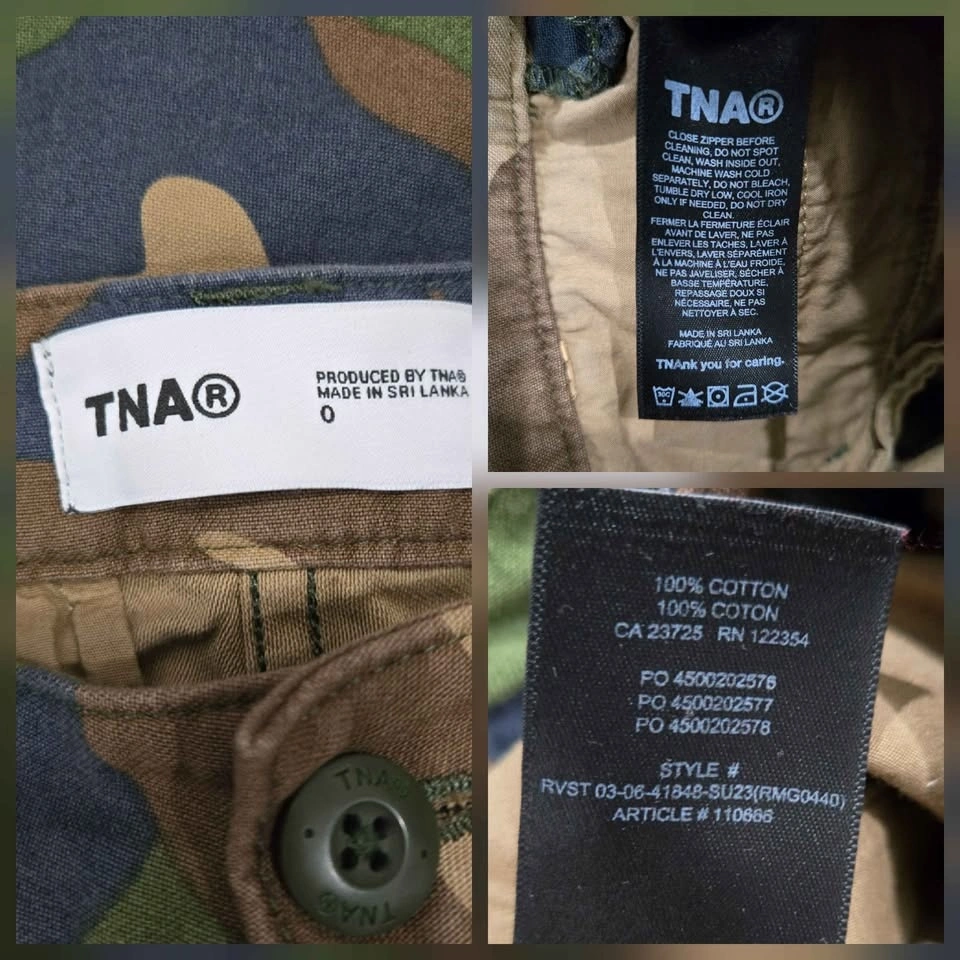 TNA®
PRODUCED BY TNA®
MADE IN SRI LANKA
0
TNA®
TNA®
TNA®
CLOSE ZIPPER BEFORE
CLEANING, DO NOT SPOT
CLEAN, WASH INSIDE OUT,
MACHINE WASH COLD
SEPARATELY, DO NOT BLEACH,
TUMBLE DRY LOW, COOL IRON
ONLY IF NEEDED, DO NOT DRY
CLEAN.
FERMER LA FERMETURE ÉCLAIR
AVANT DE LAVER, NE PAS
ENLEVER LES TACHES, LAVER À
L'ENVERS, LAVER SÉPARÉMENT
À LA MACHINE À L'EAU FROIDE,
NE PAS JAVELISER, SÉCHER À
BASSE TEMPÉRATURE,
REPASSAGE DOUX SI
NÉCESSAIRE, NE PAS
NETTOYER À SEC.
MADE IN SRI LANKA
FABRIQUÉ AU SRI LANKA
TNAnk you for caring.
30C
100% COTTON
100% COTON
CA 23725 RN 122354
PO 4500202576
PO 4500202577
PO 4500202578
STYLE #
RVST 03-06-41848-SU23(RMG0440)
ARTICLE # 110666